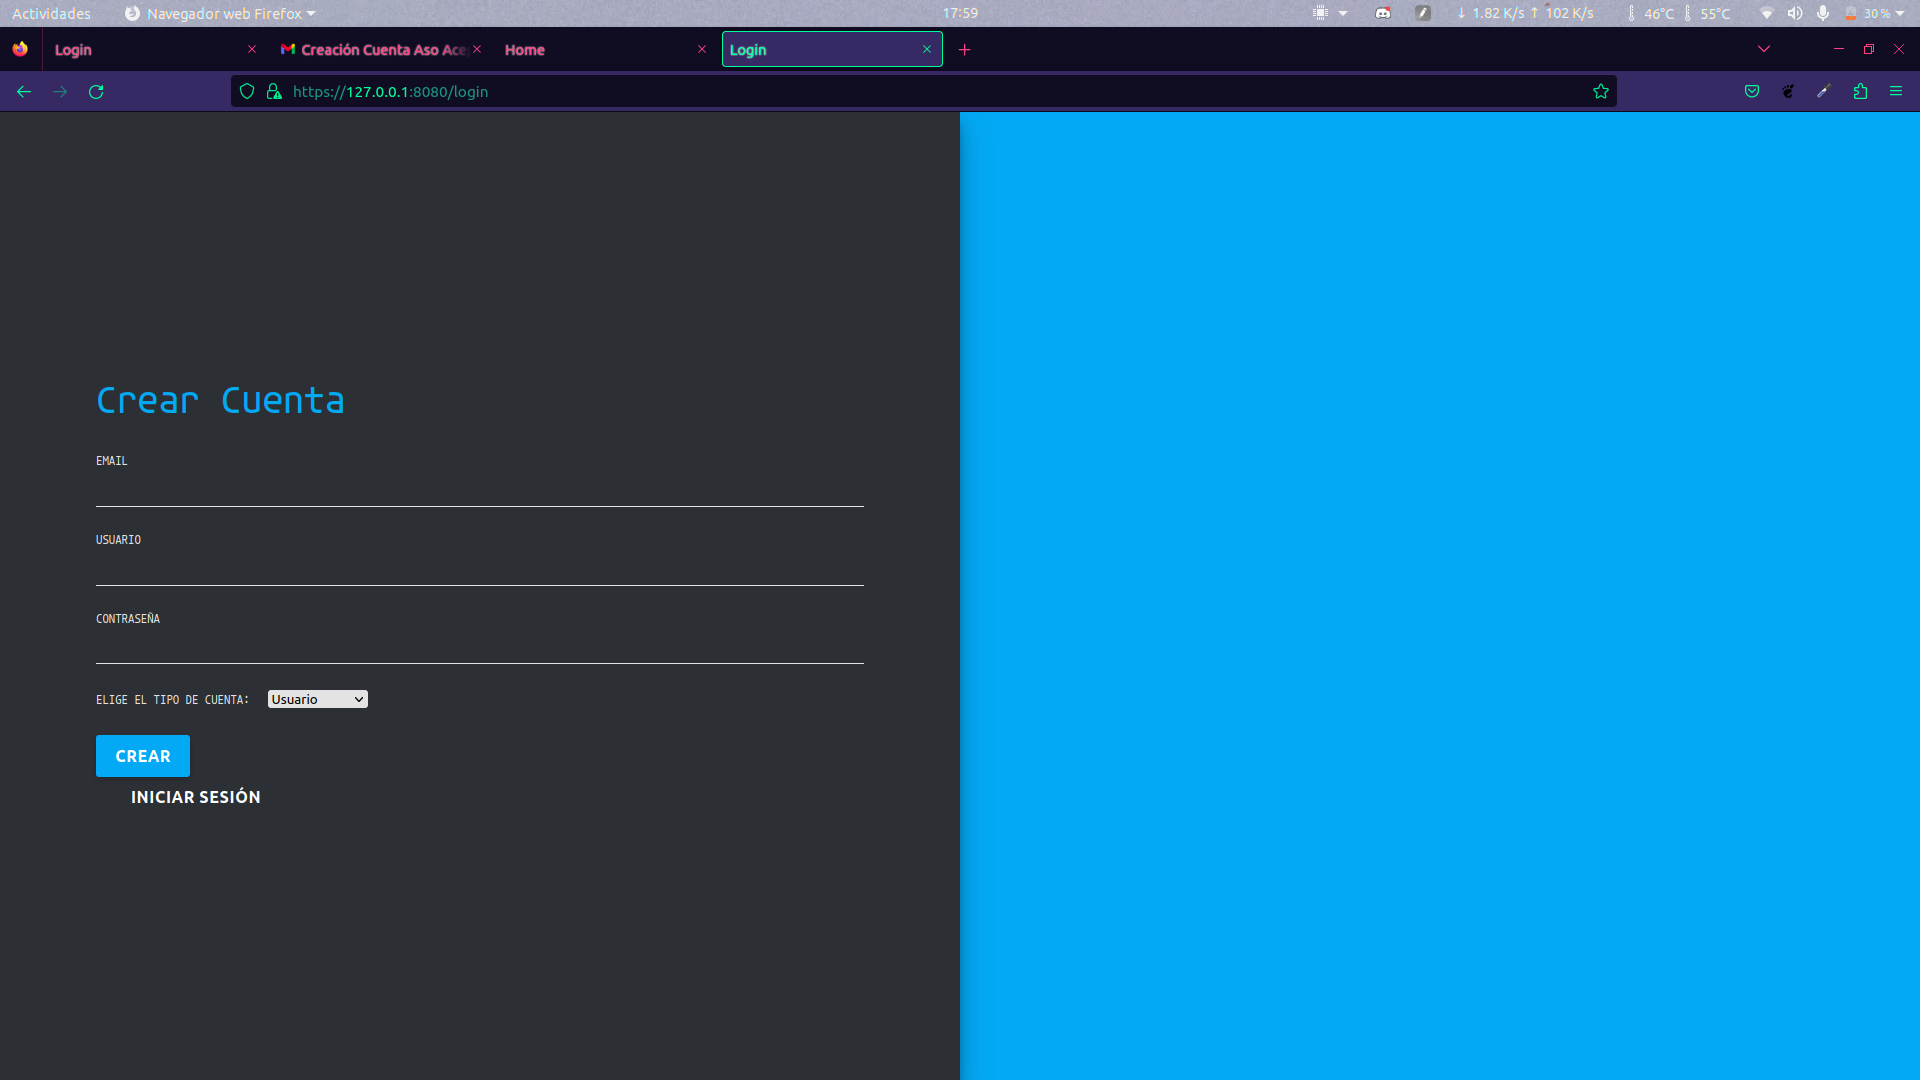 Actividades Navegador web Firefox 17:59 ↓ 1.82 K/s ↑ 102 K/s 46°C 55°C 30 %
Login Creación Cuenta Aso Ace Home Login
https://127.0.0.1:8080/login
Crear Cuenta
EMAIL
USUARIO
CONTRASEÑA
ELIGE EL TIPO DE CUENTA: Usuario
CREAR
INICIAR SESIÓN